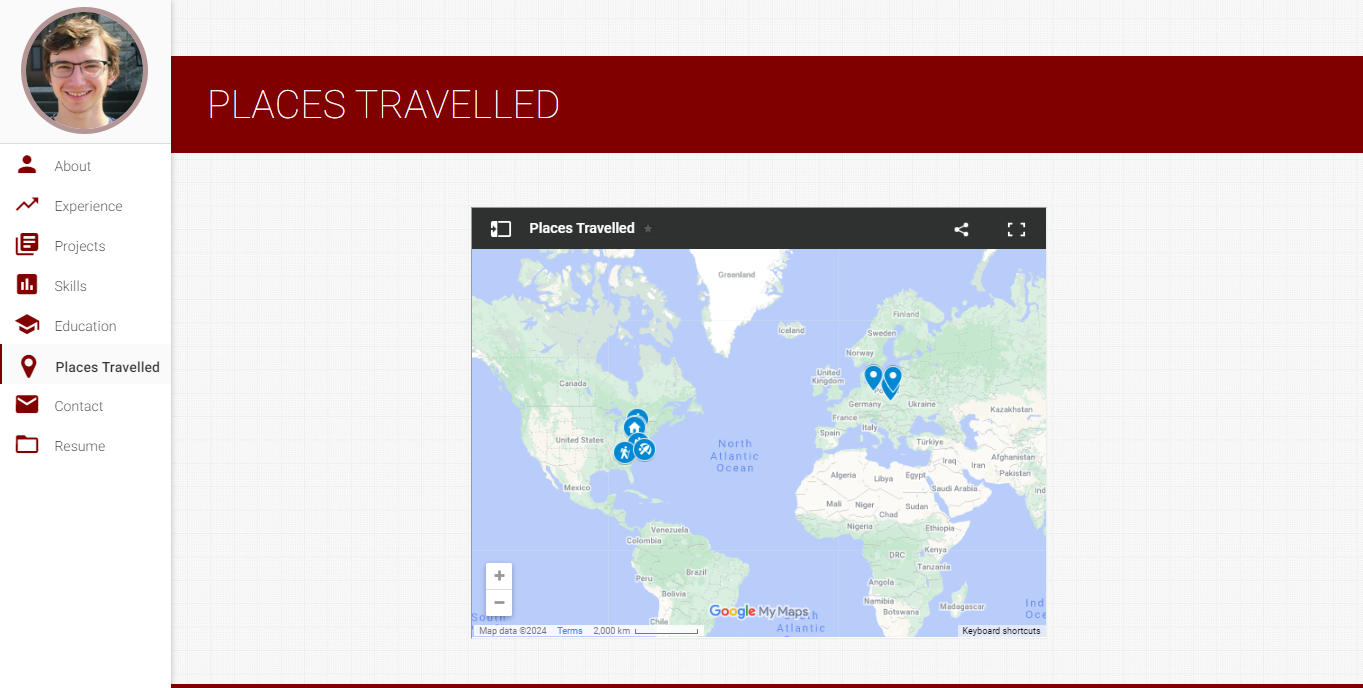 PLACES TRAVELLED
About
Experience
Projects
Skills
Education
Places Travelled
Contact
Resume
Places Travelled
Greenland
Iceland
Finland
Sweden
Norway
Canada
United
Kingdom
Germany
Ukraine
Kazakhstan
France
Italy
Spain
Türkiye
United States
North
Atlantic
Ocean
Afghanistan
Iraq
Iran
Pakistan
Algeria
Libya
Egypt
Saudi Arabia
Ind
Mexico
Mali
Niger
Sudan
Chad
Nigeria
Ethiopia
Venezuela
Colombia
DRC
Kenya
Tanzania
Peru
Brazil
Bolivia
Angola
Namibia
Botswana
Madagascar
Ind
Oce
Google My Maps
South
Atlantic
Chile
Map data ©2024 Terms 2,000 km
Keyboard shortcuts